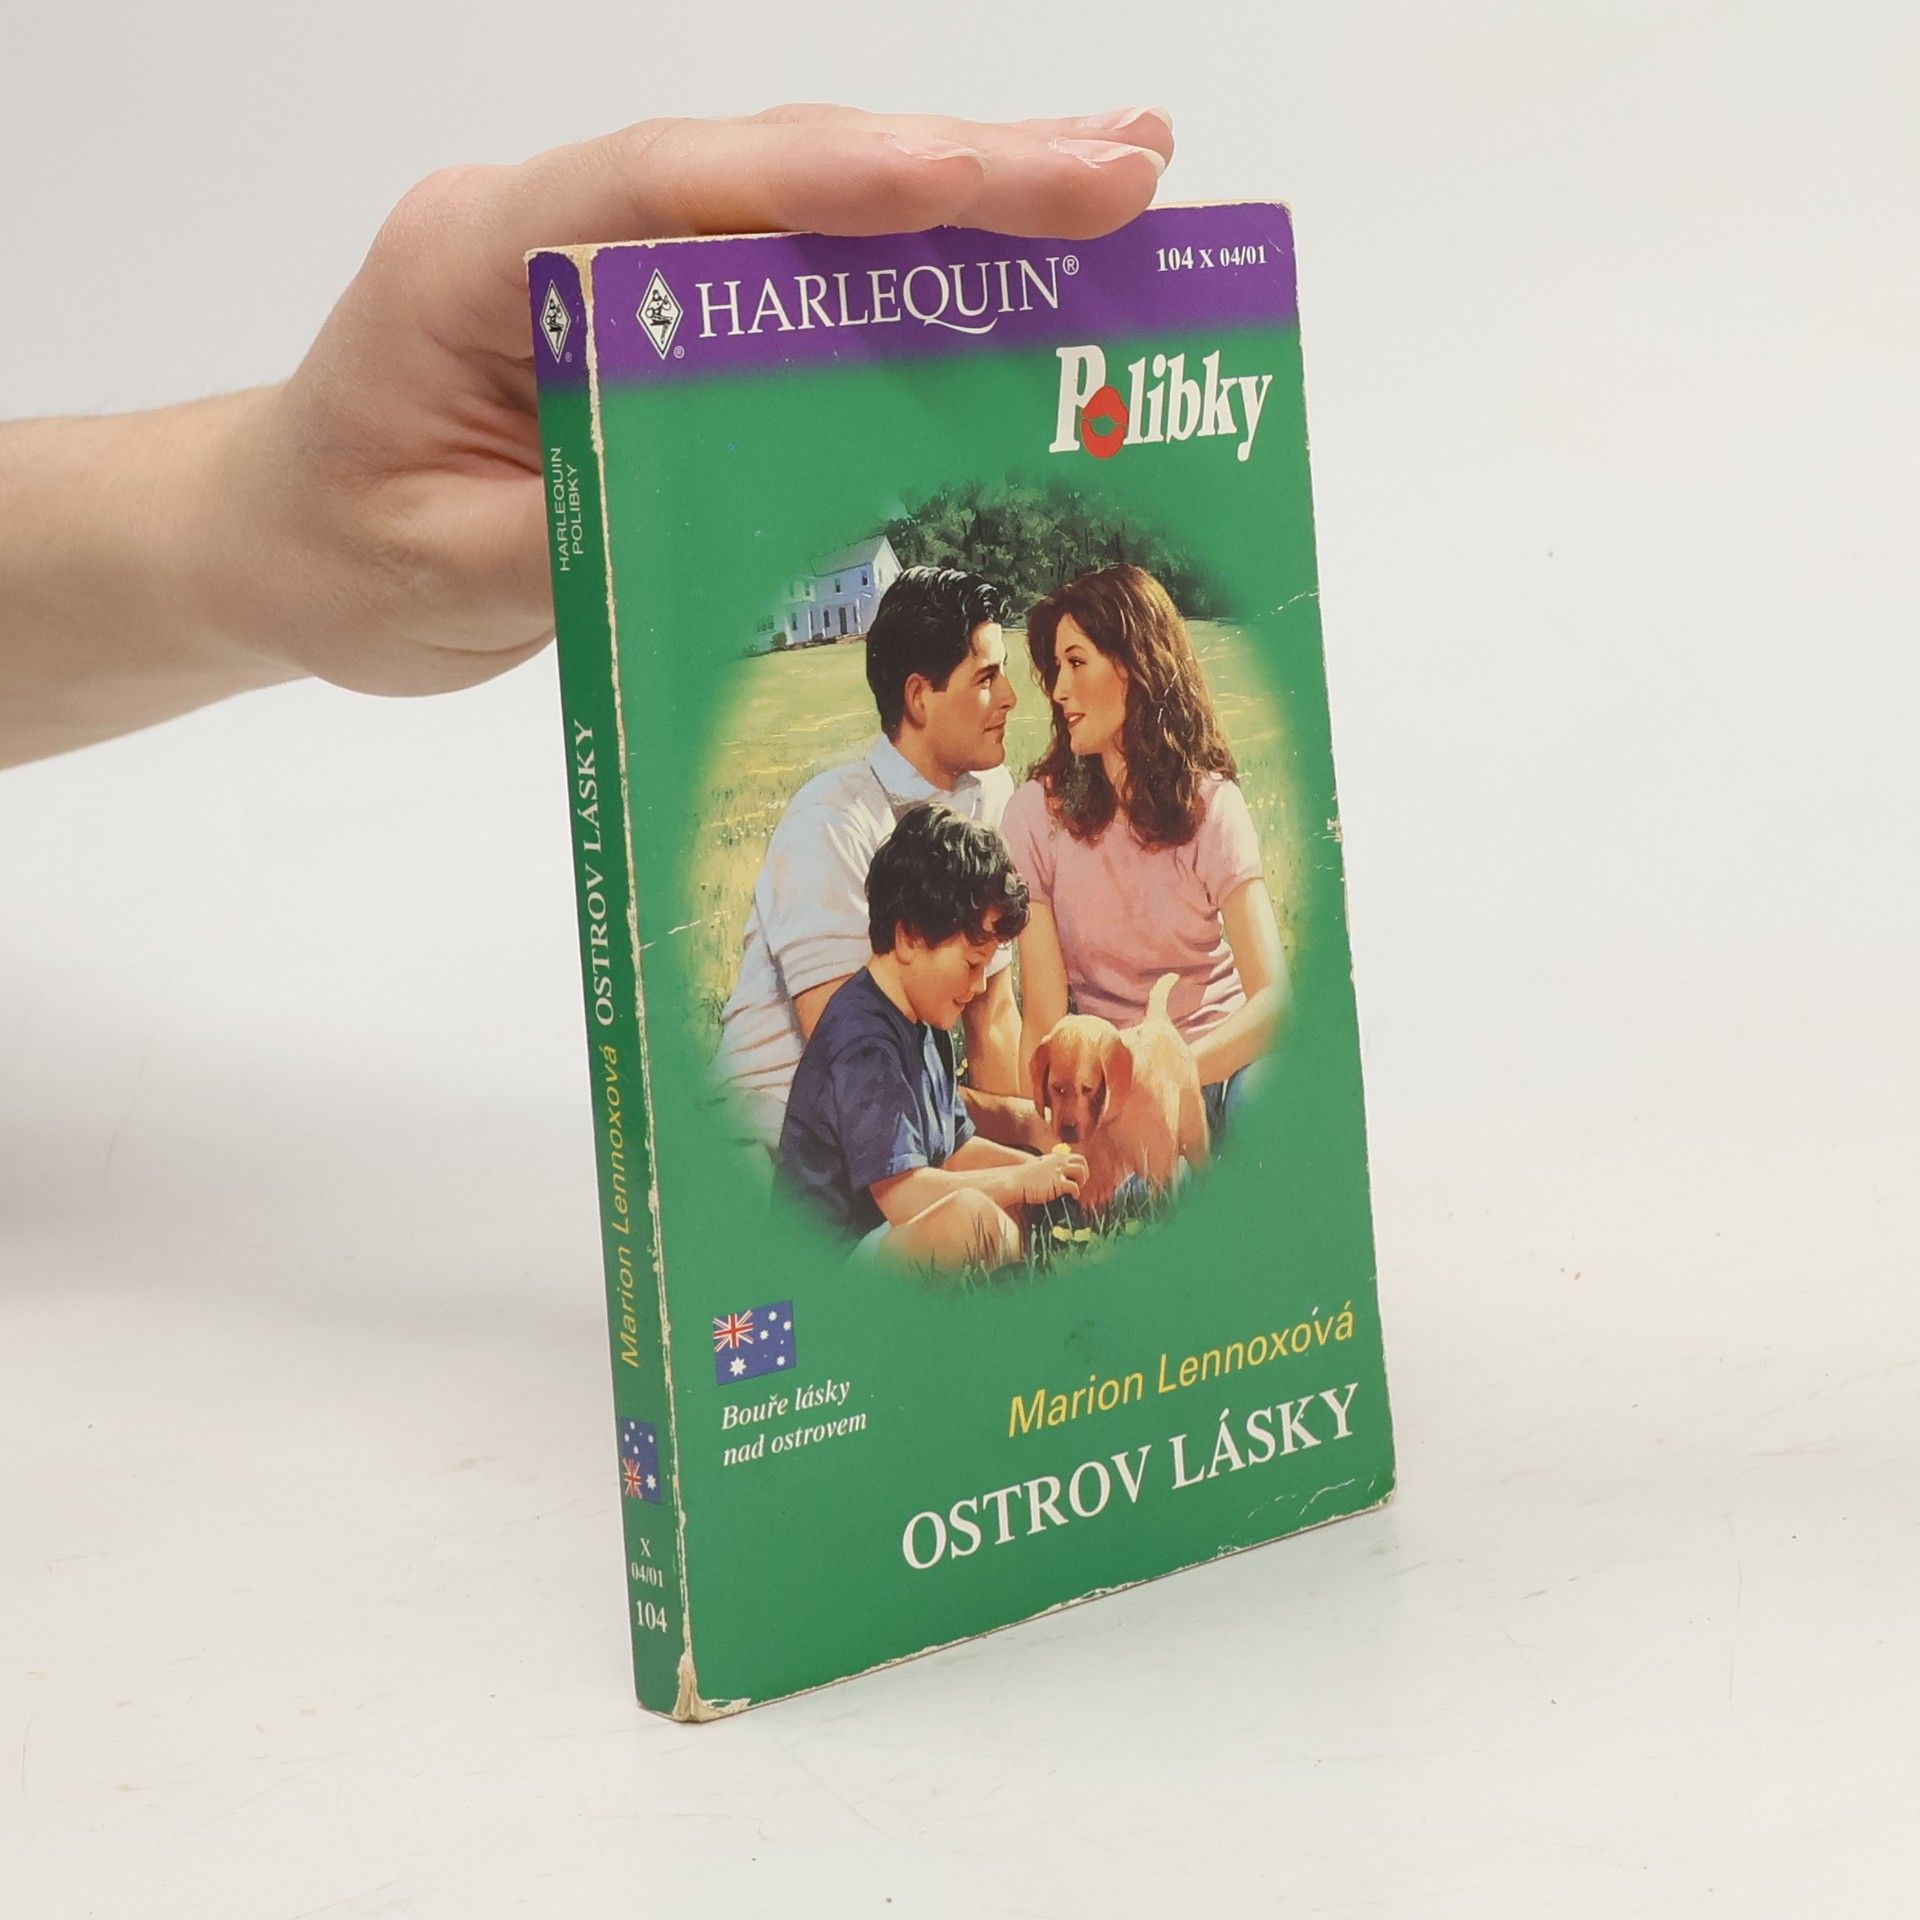 HARLEQUIN®
104 X 04/01
Polibky
Bouře lásky
nad ostrovem
Marion Lennoxová
OSTROV LÁSKY
®
®
HARLEQUIN
POLIBKY
OSTROV LÁSKY
Marion Lennoxová
X
04/01
104